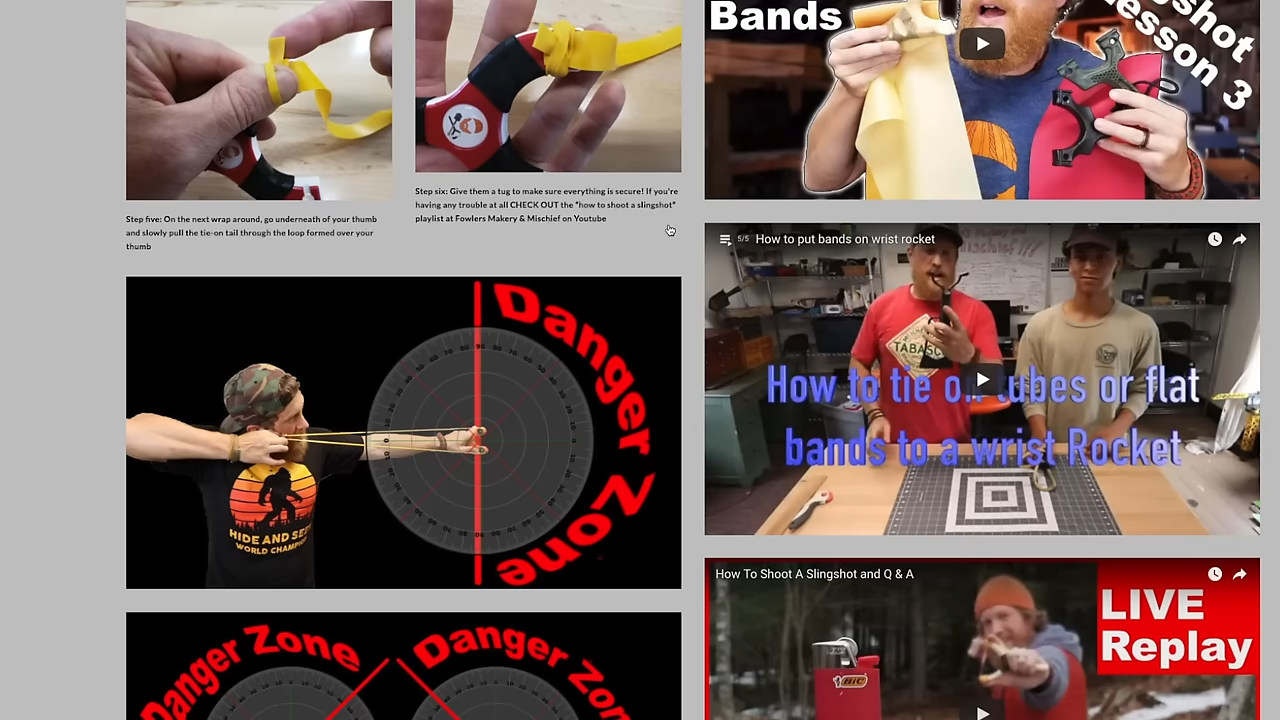 Step five: On the next wrap around, go underneath of your thumb
and slowly pull the tie-on tail through the loop formed over your
thumb
Step six: Give them a tug to make sure everything is secure! If you're
having any trouble at all CHECK OUT the "how to shoot a slingshot"
playlist at Fowlers Makery & Mischief on Youtube
Danger Zone
HIDE AND SEEK
WORLD CHAMPION
Danger Zone
Danger Zon
Bands
shot
lesson 3
5/5 How to put bands on wrist rocket
TABASCO
How to tie on tubes or flat
bands to a wrist Rocket
How To Shoot A Slingshot and Q & A
LIVE
Replay
BIC